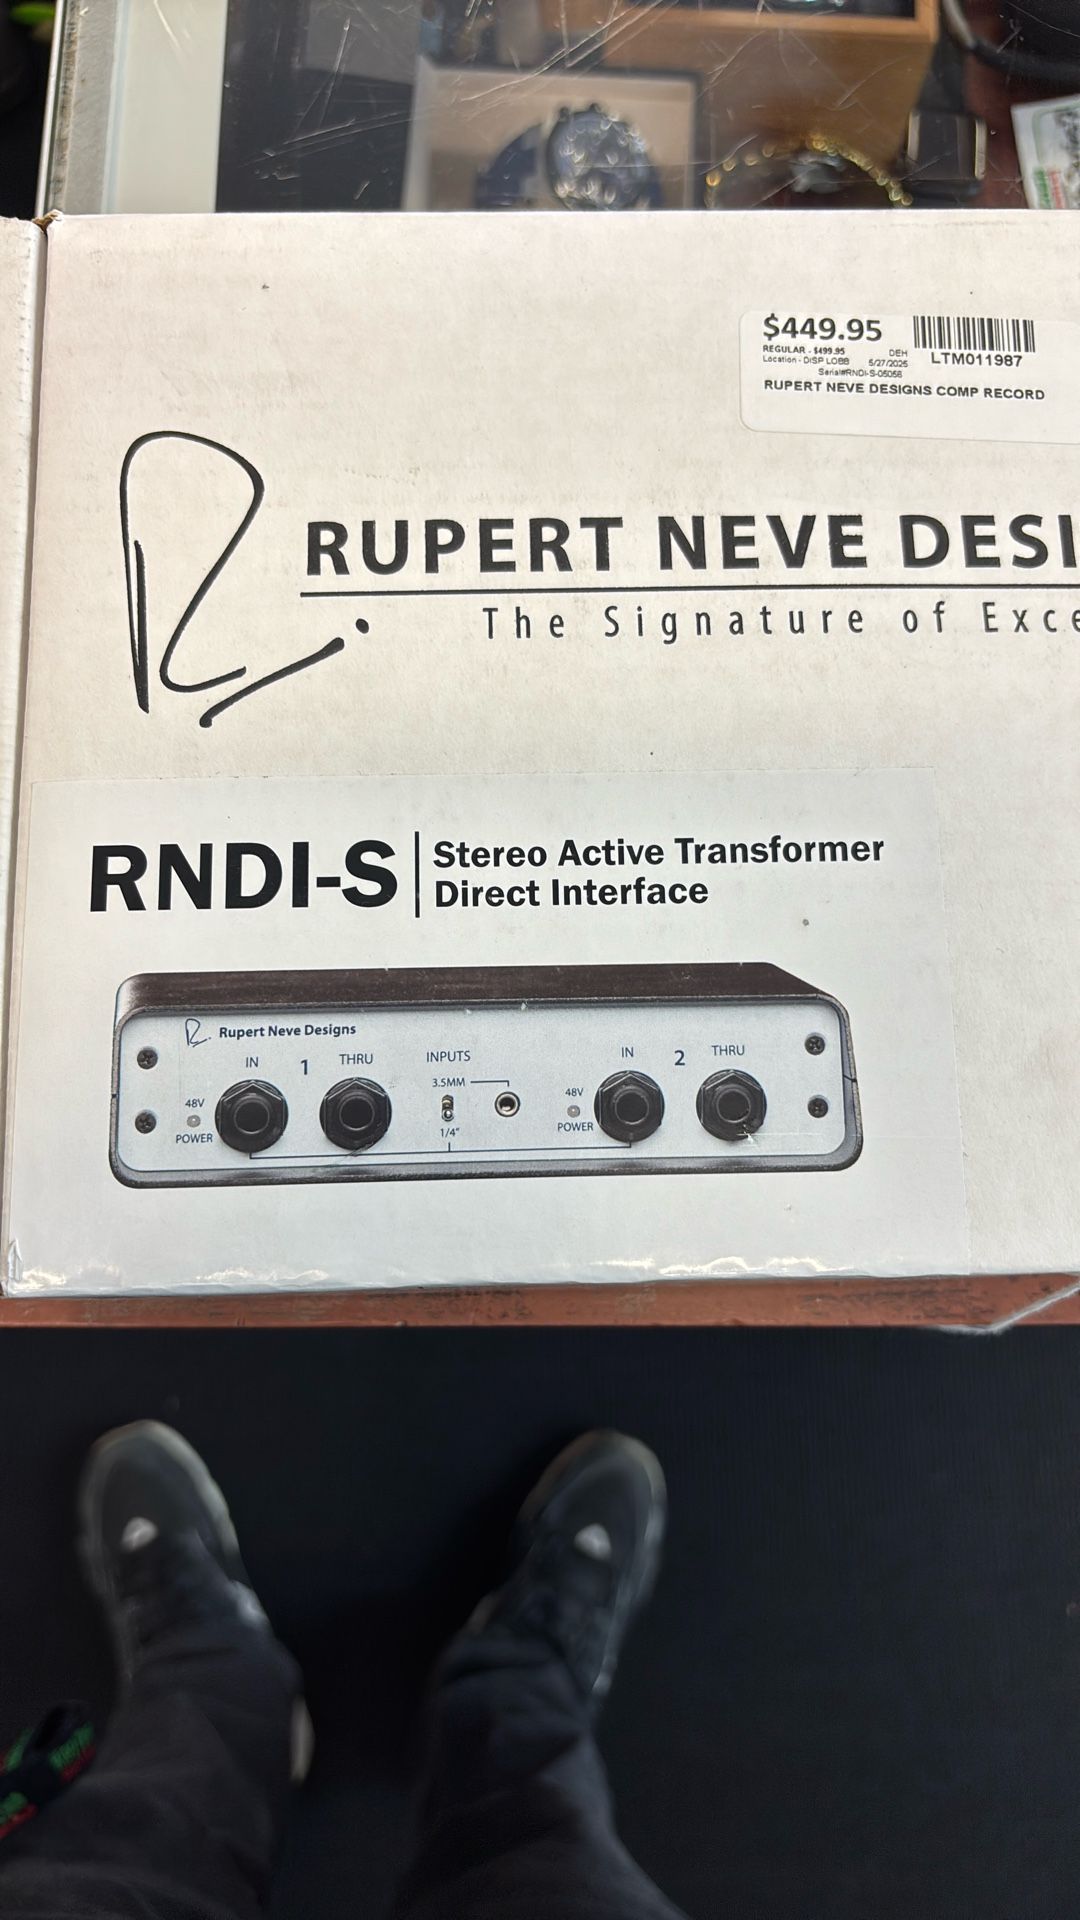 $449.95
REGULAR - $499.95 DEH
Location - DISP LOBB 5/27/2025
LTM011987
Serial#RNDI-S-05058
RUPERT NEVE DESIGNS COMP RECORD
RUPERT NEVE DESI
The Signature of Exce
RNDI-S
Stereo Active Transformer
Direct Interface
Rupert Neve Designs
IN 1 THRU
INPUTS
3.5MM
1/4"
48V
POWER
IN 2 THRU
48V
POWER